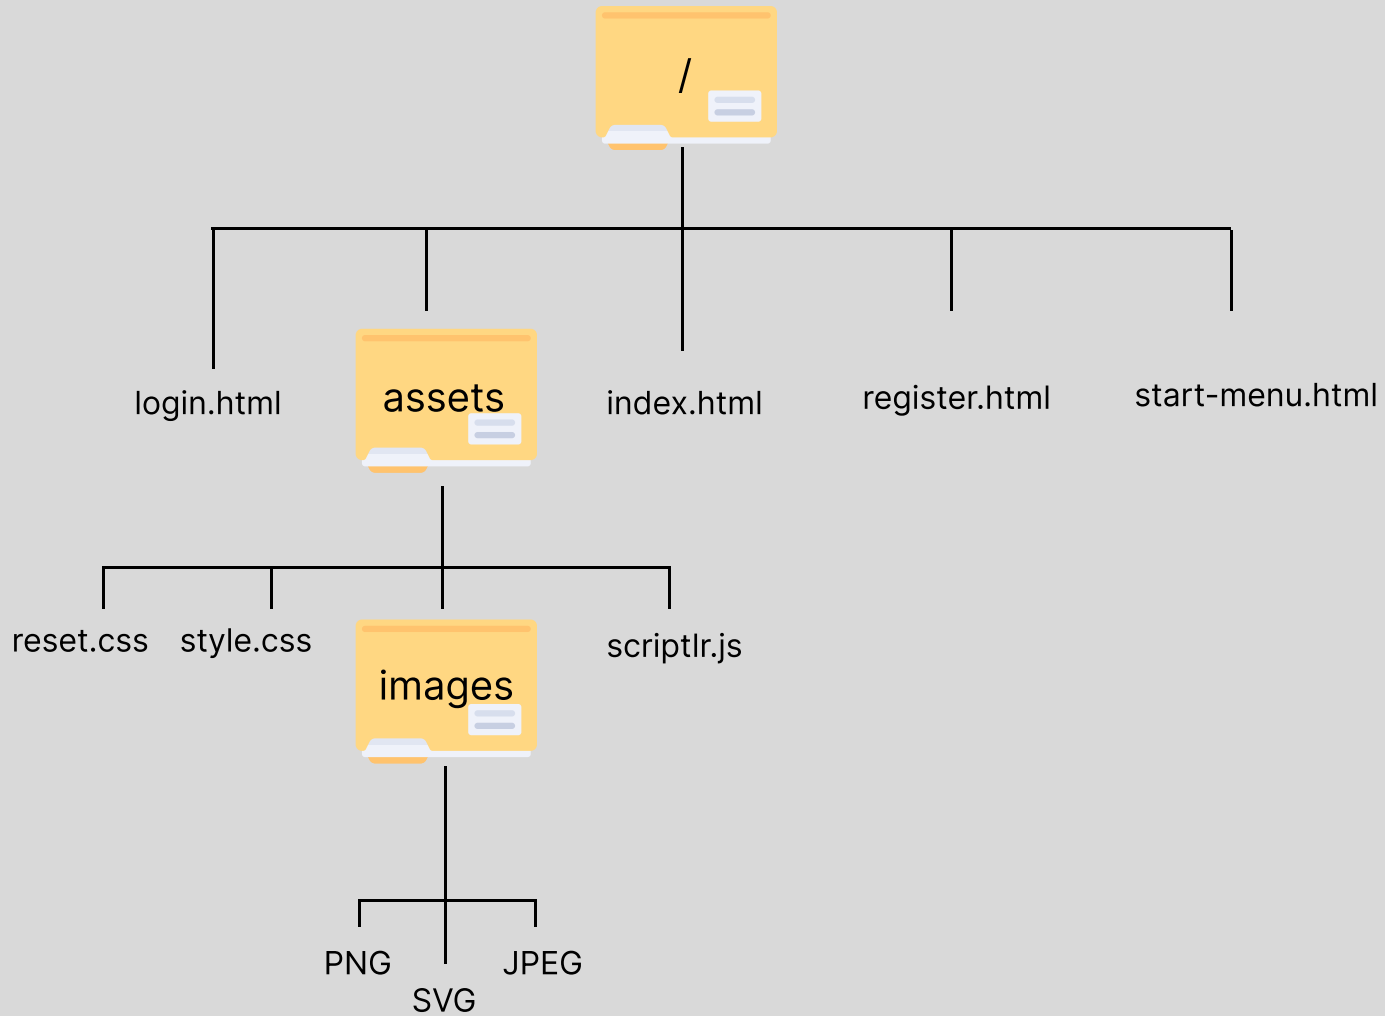 /
login.html
assets
index.html
register.html
start-menu.html
reset.css
style.css
images
scriptlr.js
PNG
SVG
JPEG